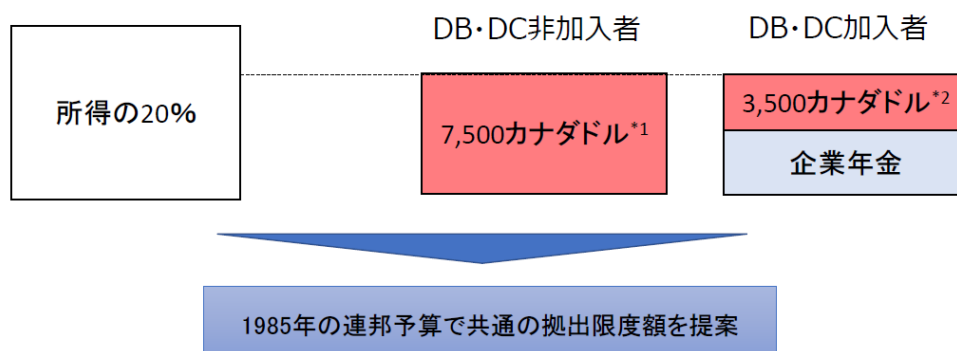 DB・DC非加入者
DB・DC加入者
所得の20%
7,500カナダドル*1
3,500カナダドル*2
企業年金
1985年の連邦予算で共通の拠出限度額を提案